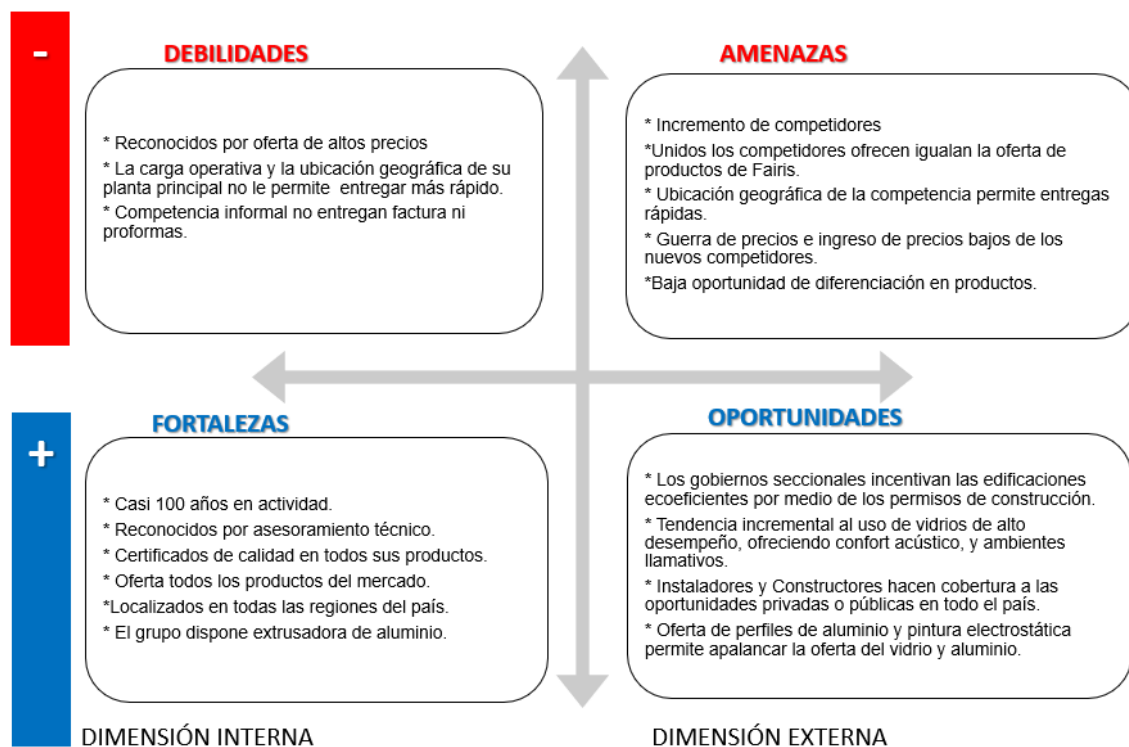 -
DEBILIDADES
* Reconocidos por oferta de altos precios
* La carga operativa y la ubicación geográfica de su
planta principal no le permite entregar más rápido.
* Competencia informal no entregan factura ni
proformas.
AMENAZAS
* Incremento de competidores
*Unidos los competidores ofrecen igualan la oferta de
productos de Fairis.
* Ubicación geográfica de la competencia permite entregas
rápidas.
* Guerra de precios e ingreso de precios bajos de los
nuevos competidores.
*Baja oportunidad de diferenciación en productos.
+
FORTALEZAS
* Casi 100 años en actividad.
* Reconocidos por asesoramiento técnico.
* Certificados de calidad en todos sus productos.
* Oferta todos los productos del mercado.
*Localizados en todas las regiones del país.
* El grupo dispone extrusadora de aluminio.
OPORTUNIDADES
* Los gobiernos seccionales incentivan las edificaciones
ecoeficientes por medio de los permisos de construcción.
* Tendencia incremental al uso de vidrios de alto
desempeño, ofreciendo confort acústico, y ambientes
llamativos.
* Instaladores y Constructores hacen cobertura a las
oportunidades privadas o públicas en todo el país.
* Oferta de perfiles de aluminio y pintura electrostática
permite apalancar la oferta del vidrio y aluminio.
DIMENSIÓN INTERNA
DIMENSIÓN EXTERNA